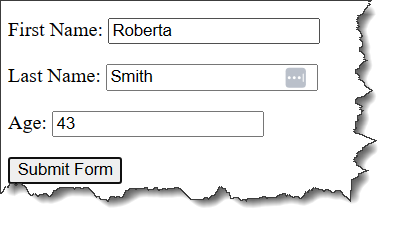 First Name: Roberta
Last Name: Smith
Age: 43
Submit Form